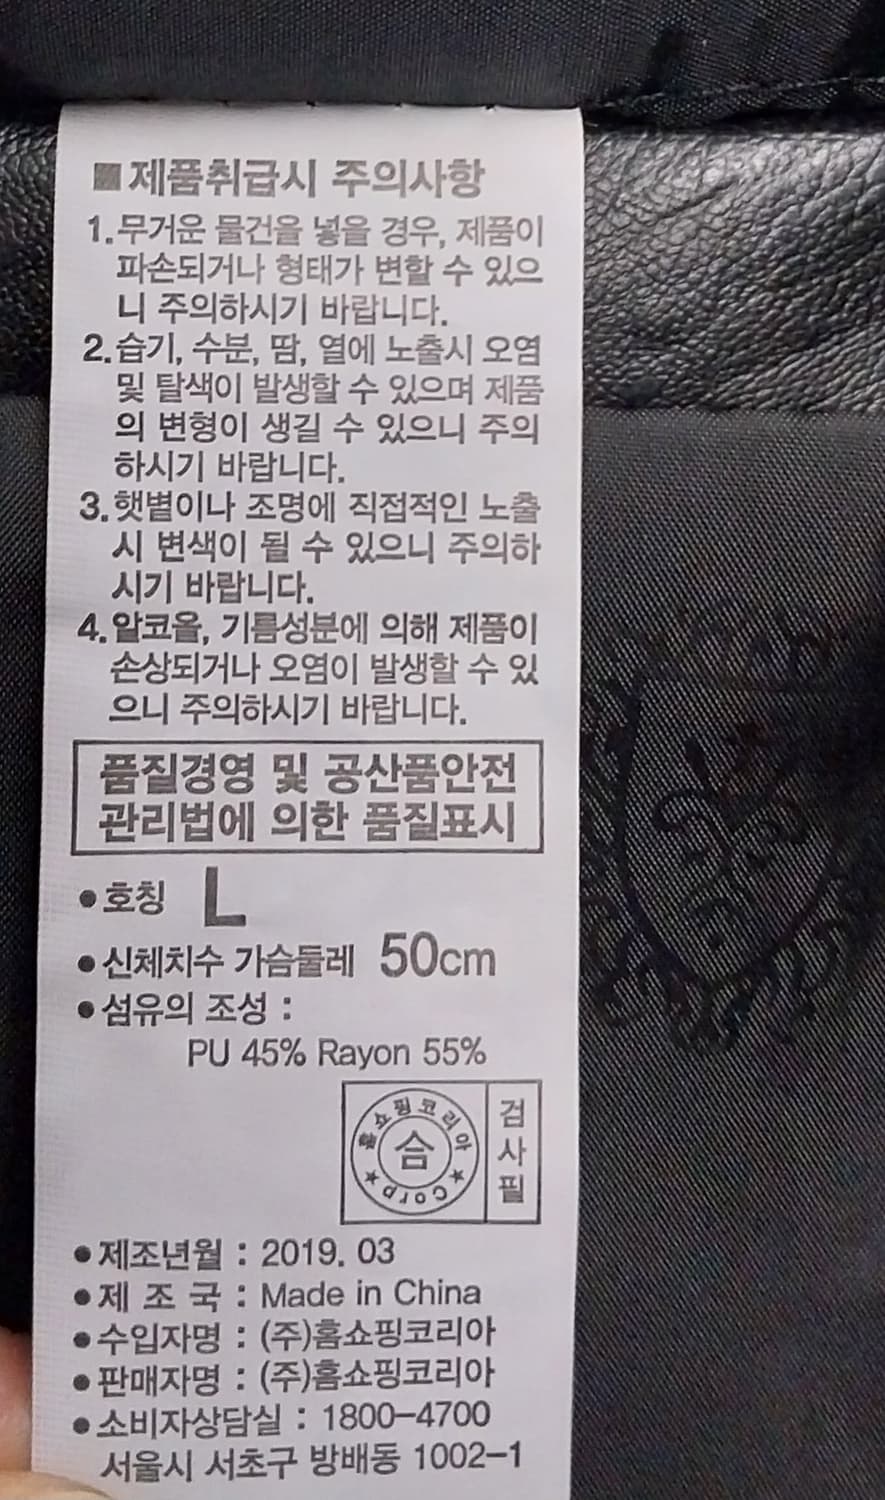 ■ 제품취급시 주의사항
1. 무거운 물건을 넣을 경우, 제품이
파손되거나 형태가 변할 수 있으
니 주의하시기 바랍니다.
2. 습기, 수분, 땀, 열에 노출시 오염
및 탈색이 발생할 수 있으며 제품
의 변형이 생길 수 있으니 주의
하시기 바랍니다.
3. 햇볕이나 조명에 직접적인 노출
시 변색이 될 수 있으니 주의하
시기 바랍니다.
4. 알코올, 기름성분에 의해 제품이
손상되거나 오염이 발생할 수 있
으니 주의하시기 바랍니다.
품질경영 및 공산품안전
관리법에 의한 품질표시
● 호칭 L
● 신체치수 가슴둘레 50cm
● 섬유의 조성 :
PU 45% Rayon 55%
홈쇼핑코리아
Corp
검사필
● 제조년월 : 2019. 03
● 제 조 국 : Made in China
● 수입자명 : (주)홈쇼핑코리아
● 판매자명 : (주)홈쇼핑코리아
● 소비자상담실 : 1800-4700
서울시 서초구 방배동 1002-1